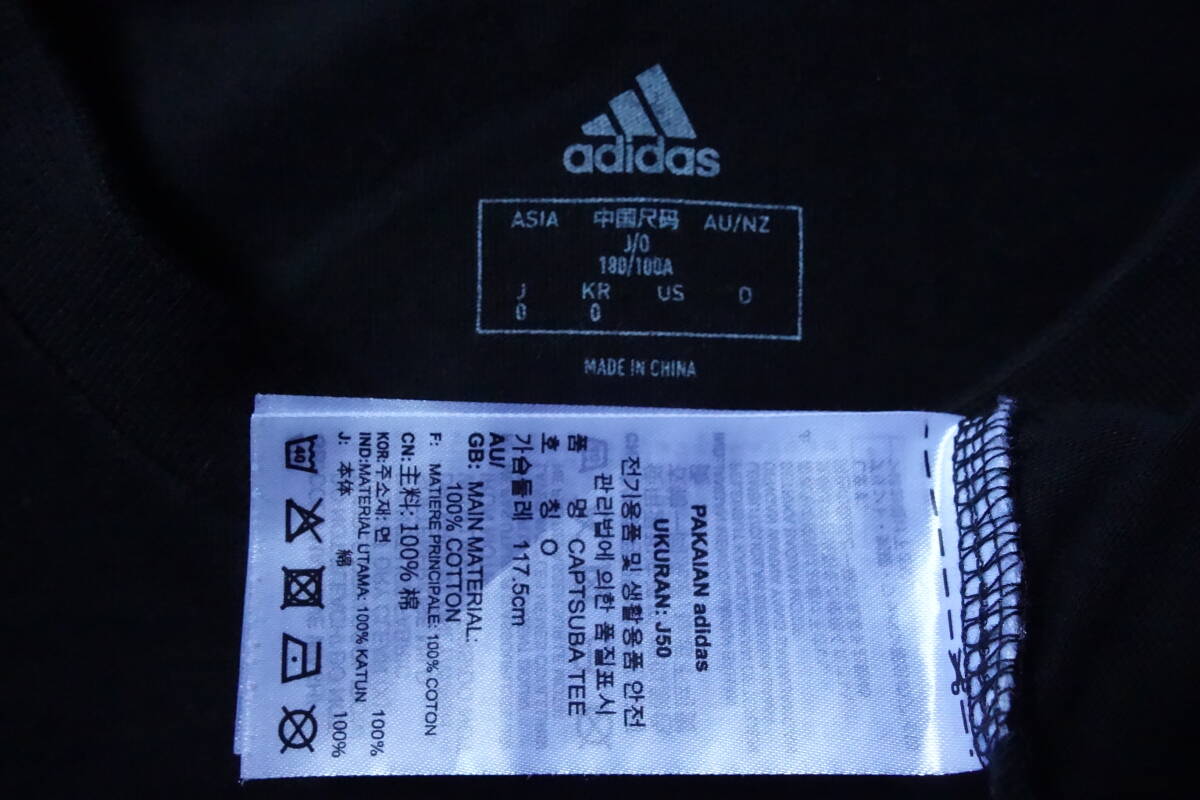 adidas
ASIA 中国尺码 AU/NZ
J/O
180/100A
J KR US D
O O
MADE IN CHINA
PAKAIAN adidas
UKURAN: J50
전기용품 및 생활용품 안전
관리법에 의한 품질표시
품 명 CAPTSUBA TEE
호 칭 O
가슴둘레 117.5cm
AU/
GB: MAIN MATERIAL:
100% COTTON
F: MATIERE PRINCIPALE: 100% COTON
CN: 主料: 100% 棉
KOR: 주소재: 면 100%
IND: MATERIAL UTAMA: 100% KATUN
J: 本体 綿 100%
40